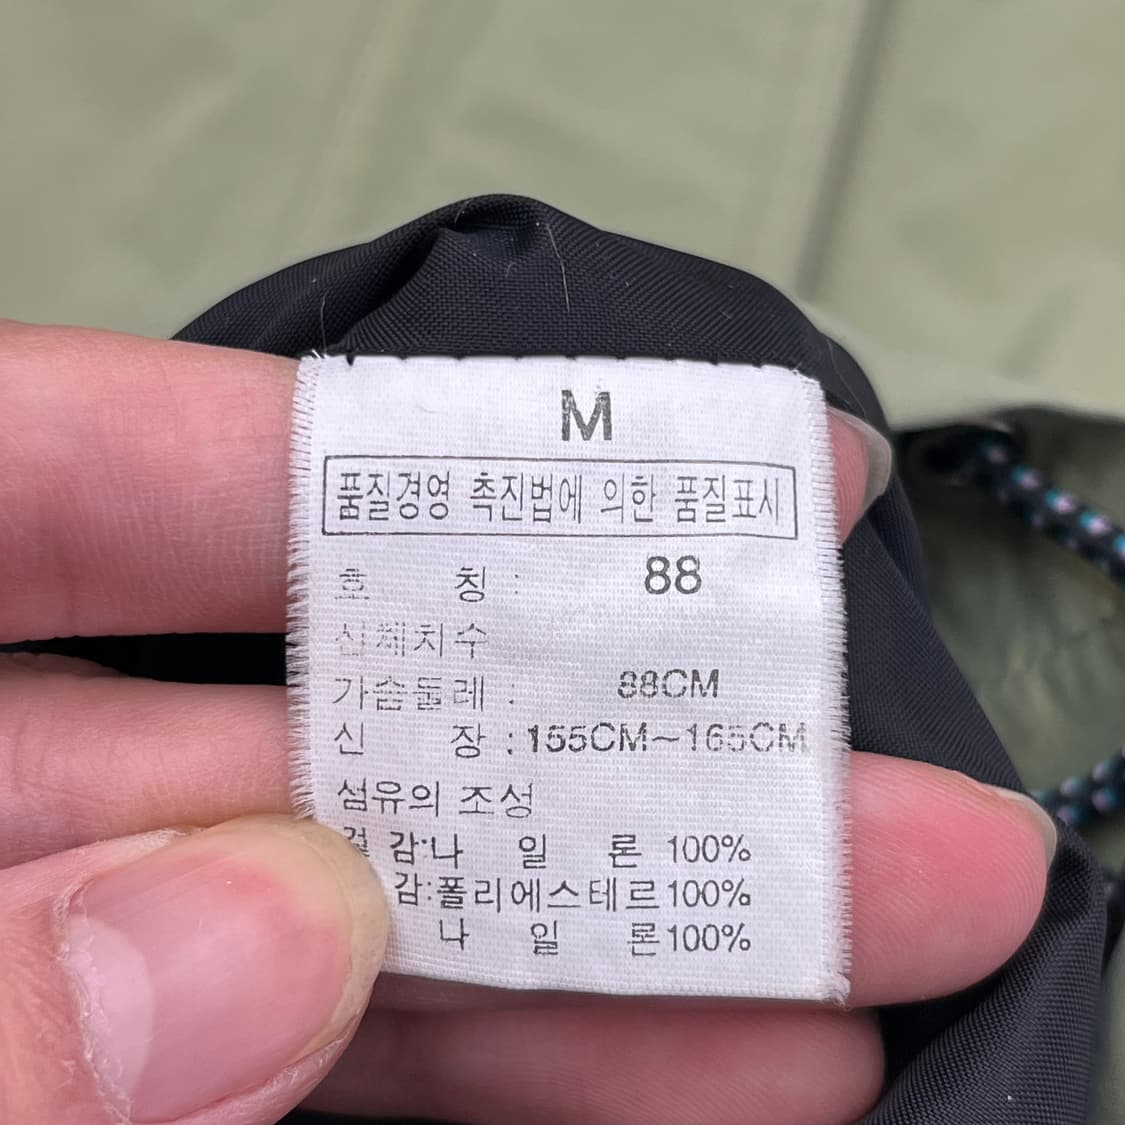 M
품질경영 촉진법에 의한 품질표시
호 칭 : 88
신체치수
가슴둘레 : 88CM
신 장 : 155CM~165CM
섬유의 조성
겉 감:나 일 론 100%
감:폴리에스테르100%
나 일 론100%